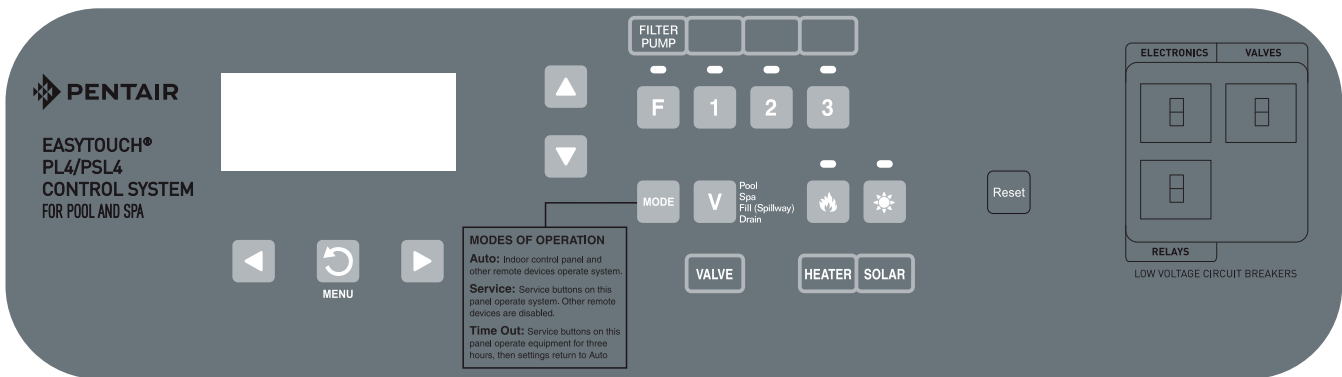 PENTAIR
EASYTOUCH®
PL4/PSL4
CONTROL SYSTEM
FOR POOL AND SPA
MENU
FILTER
PUMP
F 1 2 3
MODE
V
Pool
Spa
Fill (Spillway)
Drain
VALVE
HEATER SOLAR
MODES OF OPERATION
Auto: Indoor control panel and
other remote devices operate system.
Service: Service buttons on this
panel operate system. Other remote
devices are disabled.
Time Out: Service buttons on this
panel operate equipment for three
hours, then settings return to Auto
Reset
ELECTRONICS VALVES
RELAYS
LOW VOLTAGE CIRCUIT BREAKERS